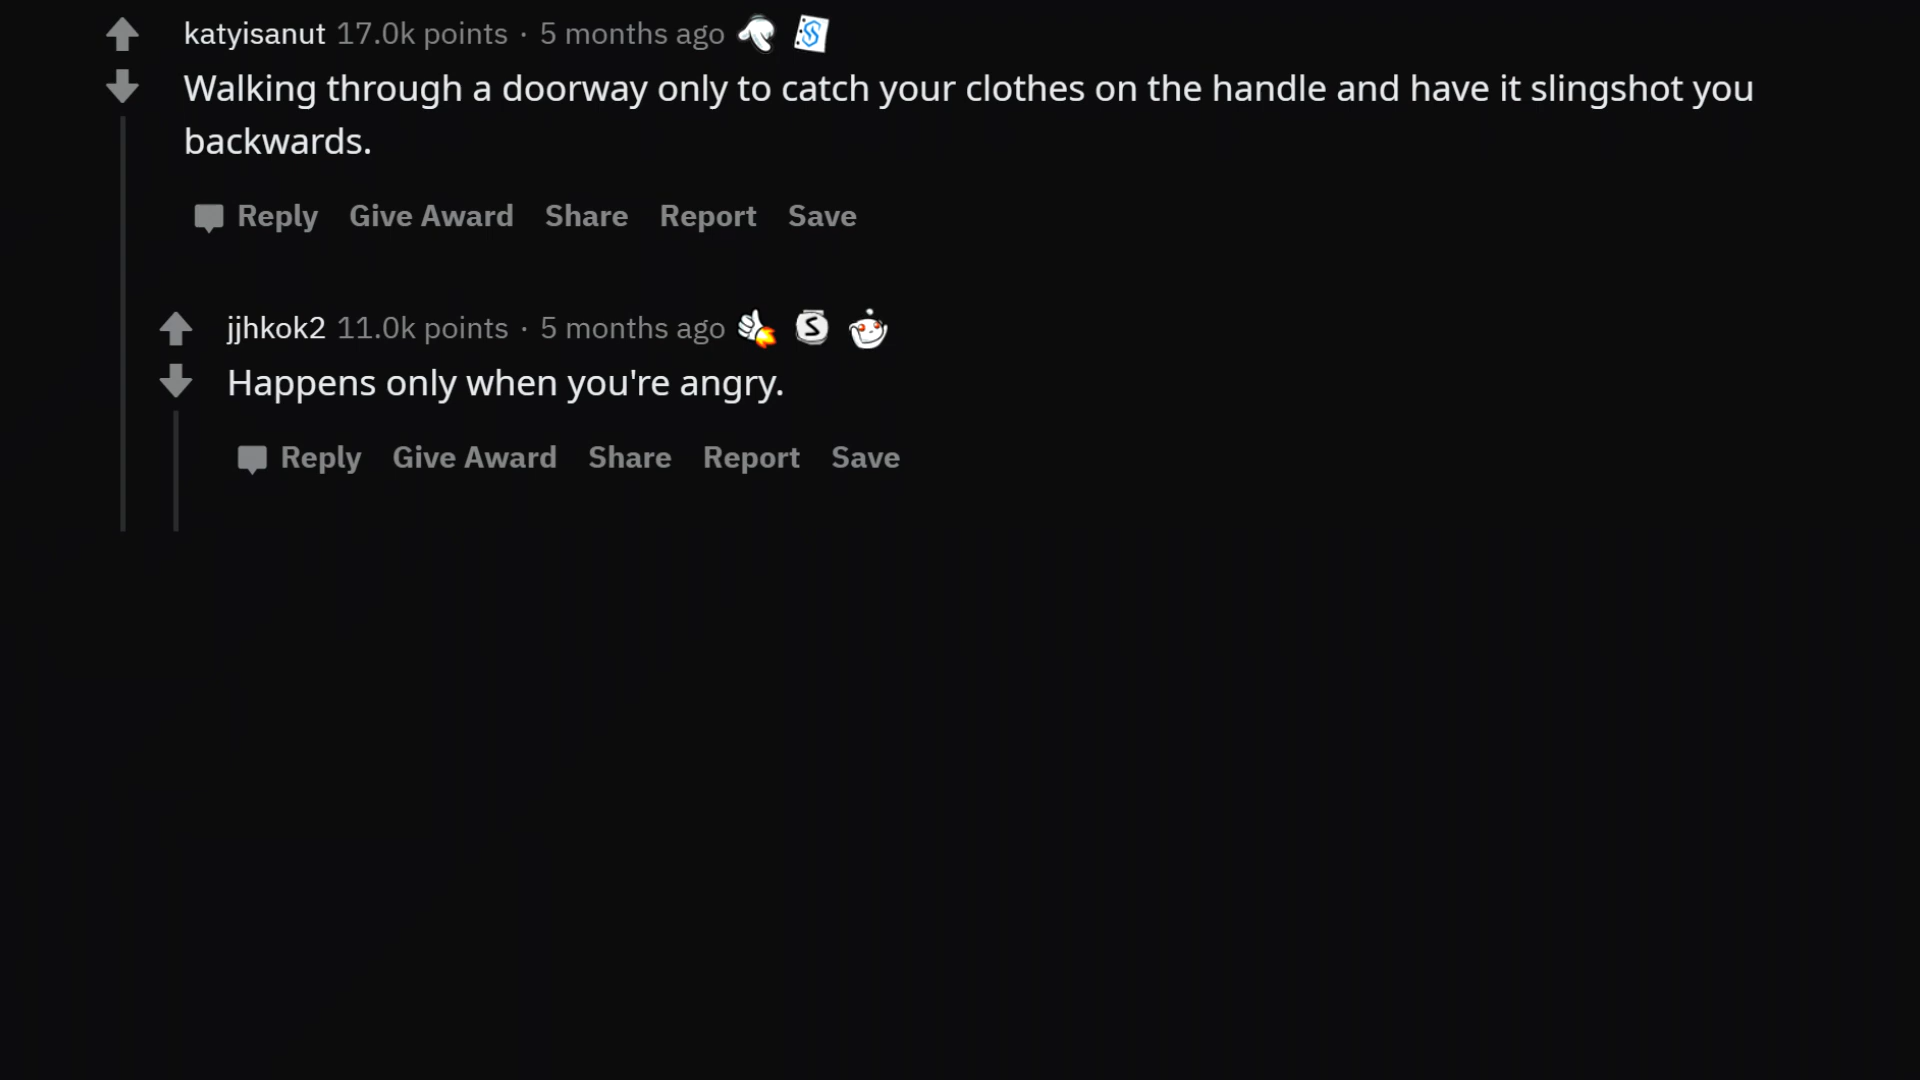 katyisanut 17.0k points · 5 months ago
Walking through a doorway only to catch your clothes on the handle and have it slingshot you
backwards.
Reply Give Award Share Report Save
jjhkok2 11.0k points · 5 months ago
Happens only when you're angry.
Reply Give Award Share Report Save